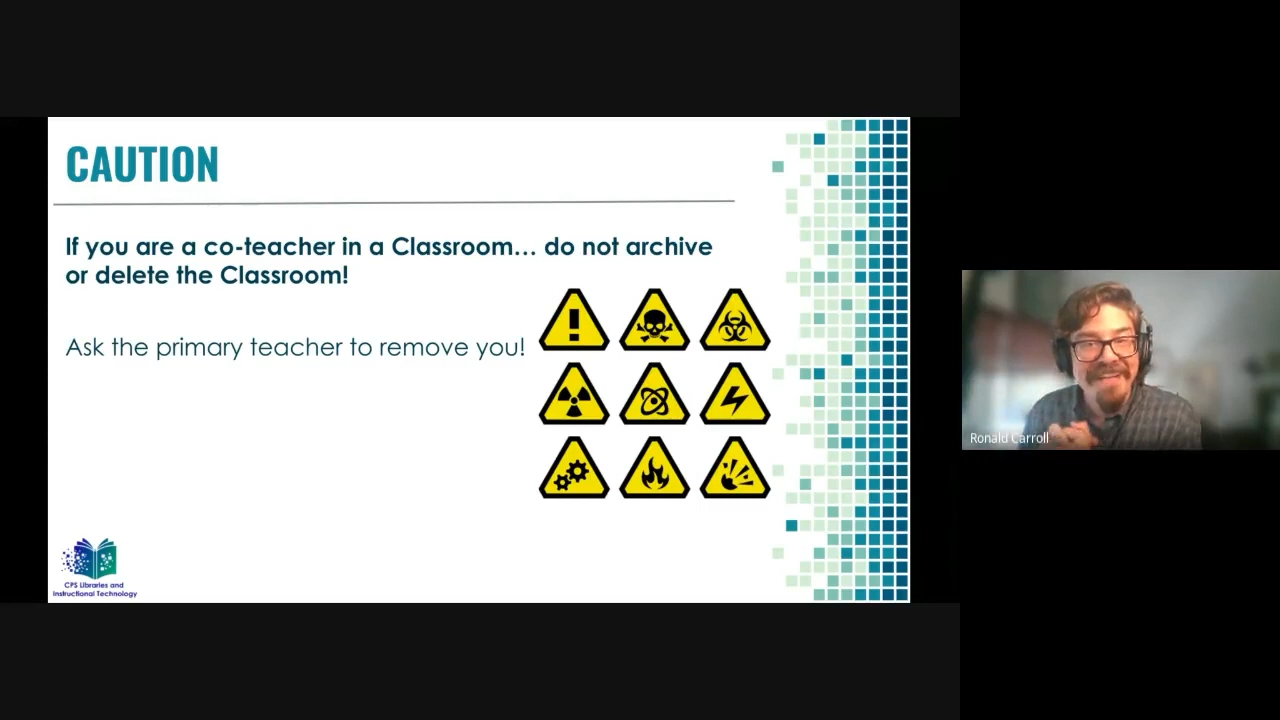 CAUTION
If you are a co-teacher in a Classroom... do not archive
or delete the Classroom!
Ask the primary teacher to remove you!
CPS Libraries and
Instructional Technology
Ronald Carroll